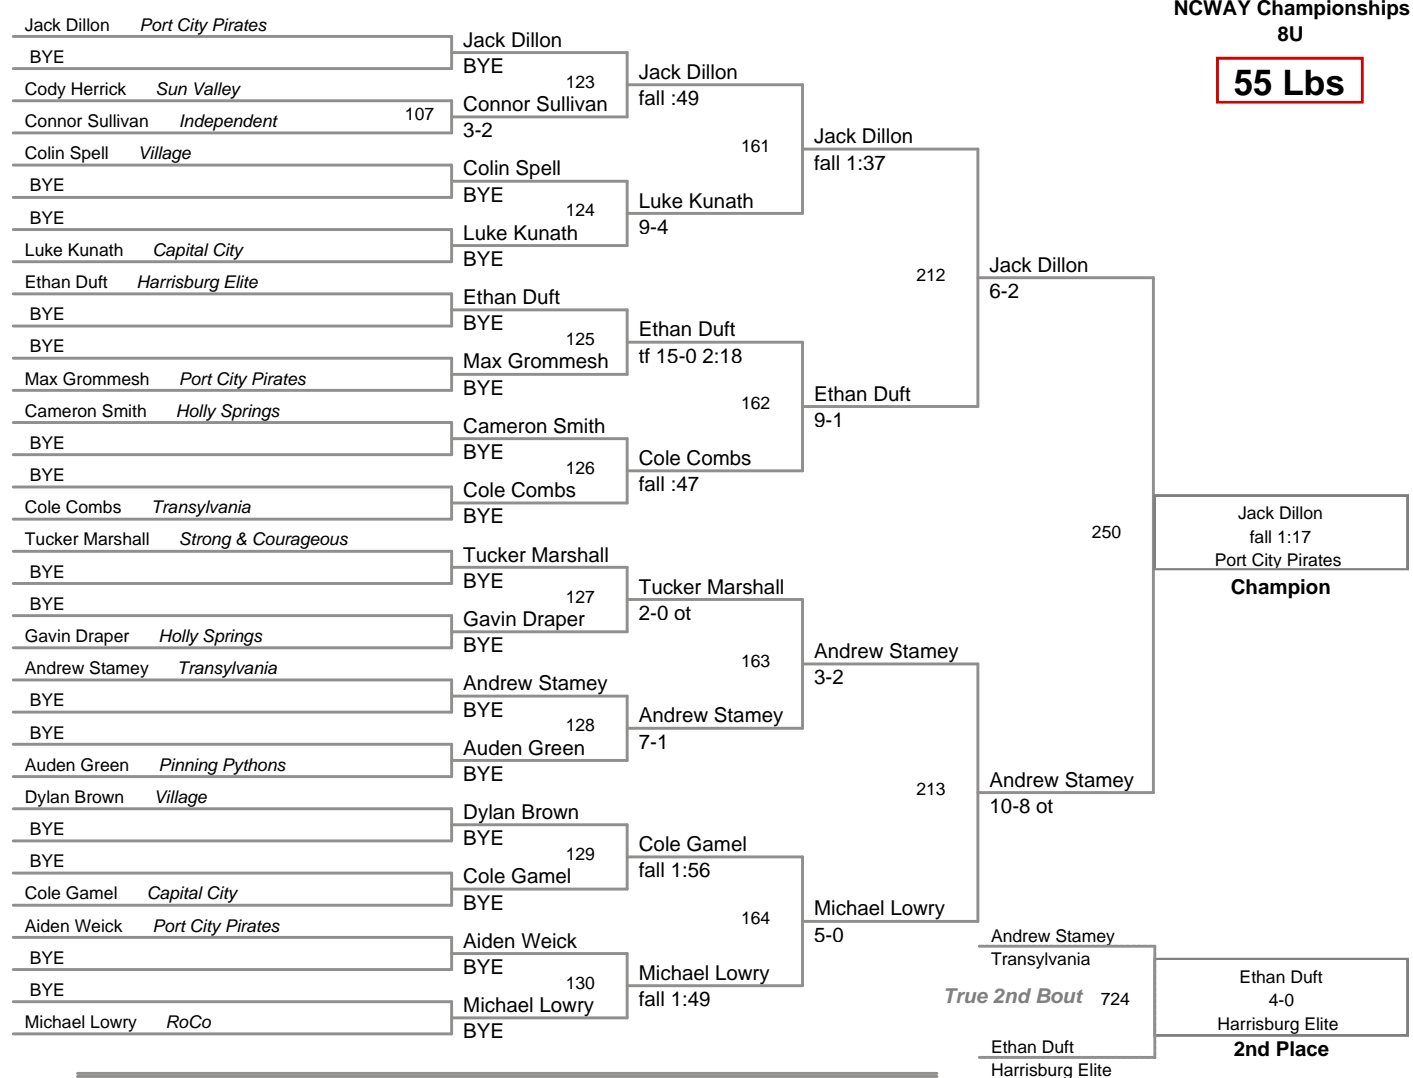 NCWAY Championships
8U
55 Lbs
Jack Dillon Port City Pirates
BYE
Cody Herrick Sun Valley
Connor Sullivan Independent
107
Colin Spell Village
BYE
BYE
Luke Kunath Capital City
Ethan Duft Harrisburg Elite
BYE
BYE
Max Grommesh Port City Pirates
Cameron Smith Holly Springs
BYE
BYE
Cole Combs Transylvania
Tucker Marshall Strong & Courageous
BYE
BYE
Gavin Draper Holly Springs
Andrew Stamey Transylvania
BYE
BYE
Auden Green Pinning Pythons
Dylan Brown Village
BYE
BYE
Cole Gamel Capital City
Aiden Weick Port City Pirates
BYE
BYE
Michael Lowry RoCo
Jack Dillon
BYE
123
Connor Sullivan
3-2
Colin Spell
BYE
124
Luke Kunath
BYE
Ethan Duft
BYE
125
Max Grommesh
BYE
Cameron Smith
BYE
126
Cole Combs
BYE
Tucker Marshall
BYE
127
Gavin Draper
BYE
Andrew Stamey
BYE
128
Auden Green
BYE
Dylan Brown
BYE
129
Cole Gamel
BYE
Aiden Weick
BYE
130
Michael Lowry
BYE
Jack Dillon
fall :49
161
Luke Kunath
9-4
Ethan Duft
tf 15-0 2:18
162
Cole Combs
fall :47
Tucker Marshall
2-0 ot
163
Andrew Stamey
7-1
Cole Gamel
fall 1:56
164
Michael Lowry
fall 1:49
Jack Dillon
fall 1:37
212
Ethan Duft
9-1
Andrew Stamey
3-2
213
Michael Lowry
5-0
Jack Dillon
6-2
250
Andrew Stamey
10-8 ot
Jack Dillon
fall 1:17
Port City Pirates
Champion
Andrew Stamey
Transylvania
True 2nd Bout 724
Ethan Duft
Harrisburg Elite
Ethan Duft
4-0
Harrisburg Elite
2nd Place